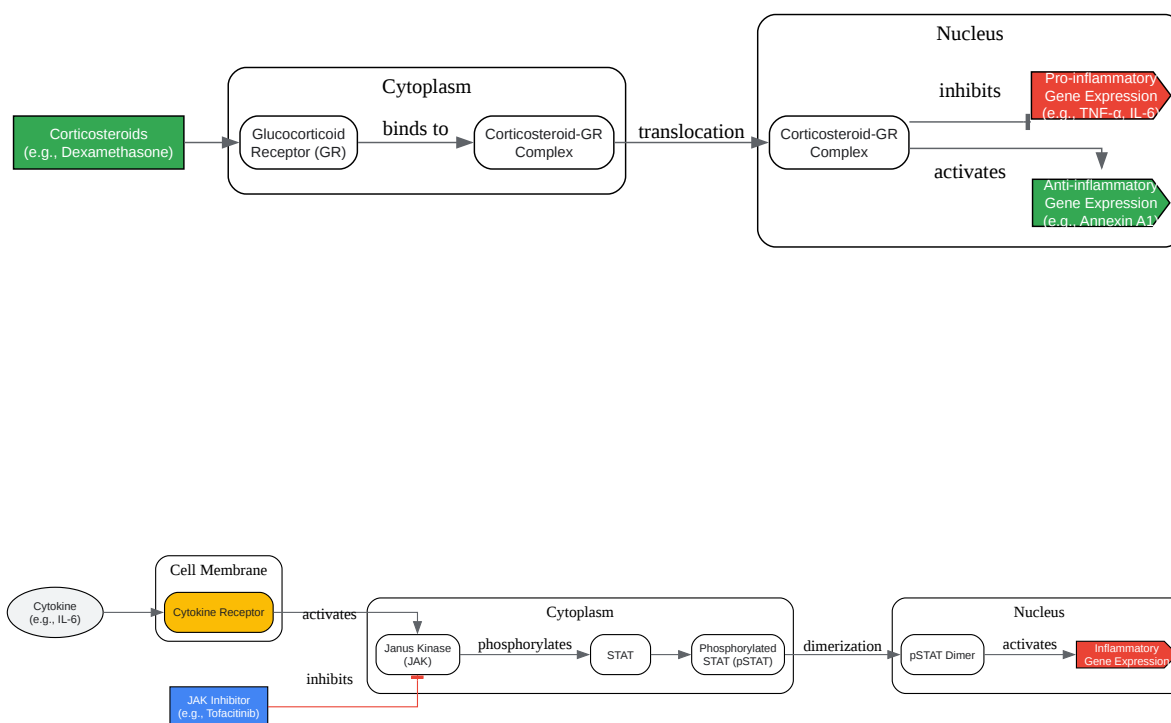 Nucleus
Cytoplasm
Pro-inflammatory
Gene Expression
(e.g., TNF-α, IL-6)
inhibits
Corticosteroids
(e.g., Dexamethasone)
Glucocorticoid
Receptor (GR)
binds to
Corticosteroid-GR
Complex
translocation
Corticosteroid-GR
Complex
activates
Anti-inflammatory
Gene Expression
(e.g., Annexin A1)
Cell Membrane
Cytokine
(e.g., IL-6)
Cytokine Receptor
activates
Cytoplasm
Nucleus
Janus Kinase
(JAK)
phosphorylates
STAT
Phosphorylated
STAT (pSTAT)
dimerization
pSTAT Dimer
activates
Inflammatory
Gene Expression
inhibits
JAK Inhibitor
(e.g., Tofacitinib)